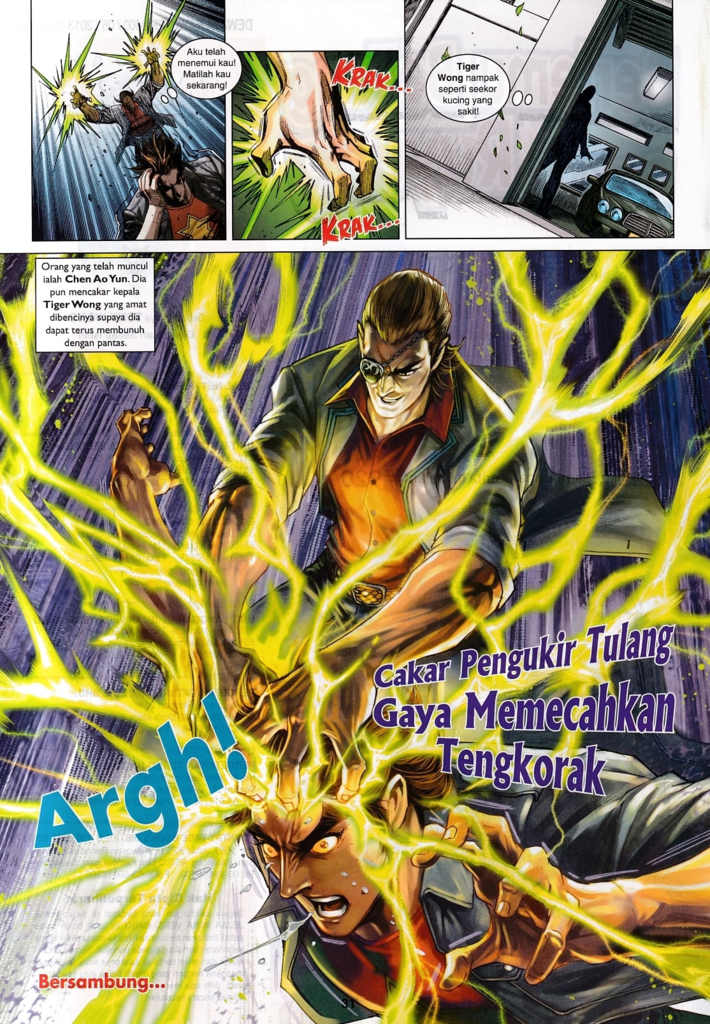 Aku telah
menemui kau!
Matilah kau
sekarang!
KRAK...
KRAK...
Tiger
Wong nampak
seperti seekor
kucing yang
sakit!
Orang yang telah muncul
ialah Chen Ao Yun. Dia
pun mencakar kepala
Tiger Wong yang amat
dibencinya supaya dia
dapat terus membunuh
dengan pantas.
Cakar Pengukir Tulang
Gaya Memecahkan
Tengkorak
Argh!
Bersambung...
31